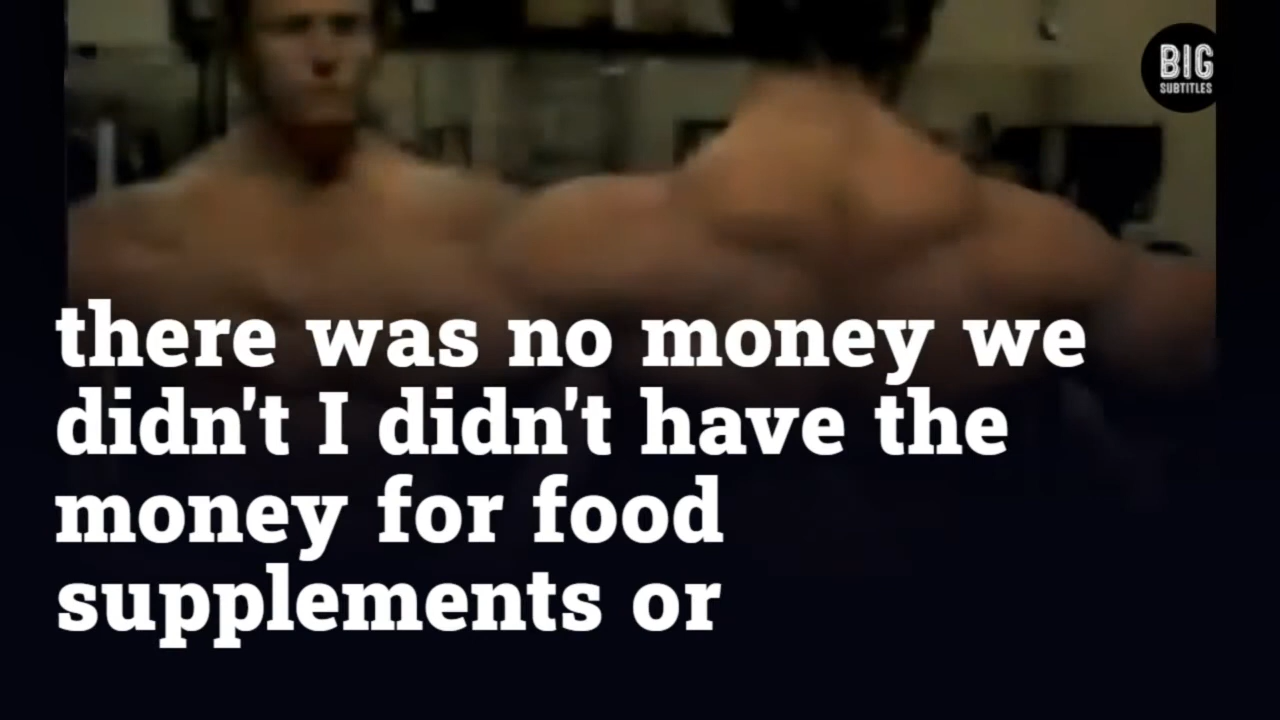 BIG
SUBTITLES
there was no money we
didn't I didn't have the
money for food
supplements or